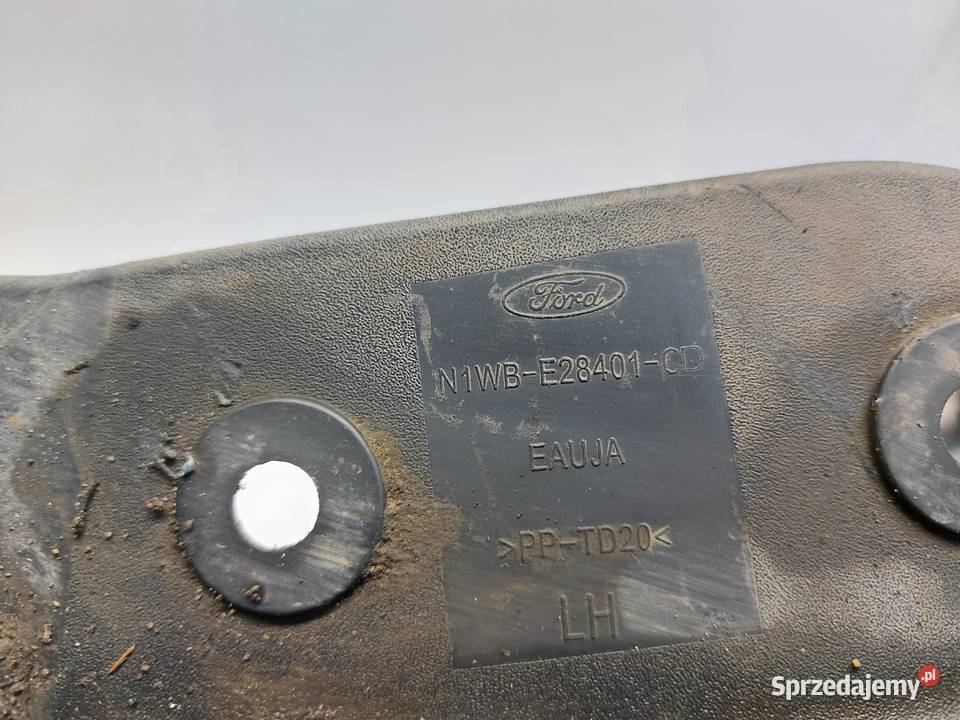 Ford
N1WB-E28401-CD
EAUJA
>PP-TD20<
LH
Sprzedajemy.pl